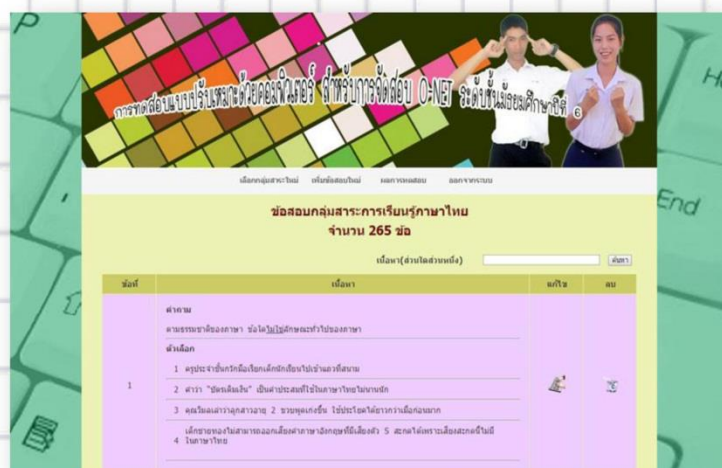 P
Ho
End
การทดสอบแบบปรับเหมาะด้วยคอมพิวเตอร์ สำหรับการจัดสอบ O-NET ระดับชั้นมัธยมศึกษาปีที่ 6
เลือกกลุ่มสาระใหม่ เพิ่มข้อสอบใหม่ ผลการทดสอบ ออกจากระบบ
ข้อสอบกลุ่มสาระการเรียนรู้ภาษาไทย
จำนวน 265 ข้อ
เนื้อหา(ส่วนใดส่วนหนึ่ง) ค้นหา
ข้อที่ เนื้อหา แก้ไข ลบ
คำถาม
ตามธรรมชาติของภาษา ข้อใดไม่ใช่ลักษณะทั่วไปของภาษา
ตัวเลือก
1 ครูประจำชั้นกวักมือเรียกเด็กนักเรียนไปเข้าแถวที่สนาม
1
2 คำว่า "บัตรเติมเงิน" เป็นคำประสมที่ใช้ในภาษาไทยไม่นานนัก
3 คุณวิมลเล่าว่าลูกสาวอายุ 2 ขวบพูดเก่งขึ้น ใช้ประโยคได้ยาวกว่าเมื่อก่อนมาก
เด็กชายทองไม่สามารถออกเสียงคำภาษาอังกฤษที่มีเสียงตัว S สะกดได้เพราะเสียงสะกดนี้ไม่มี
4 ในภาษาไทย